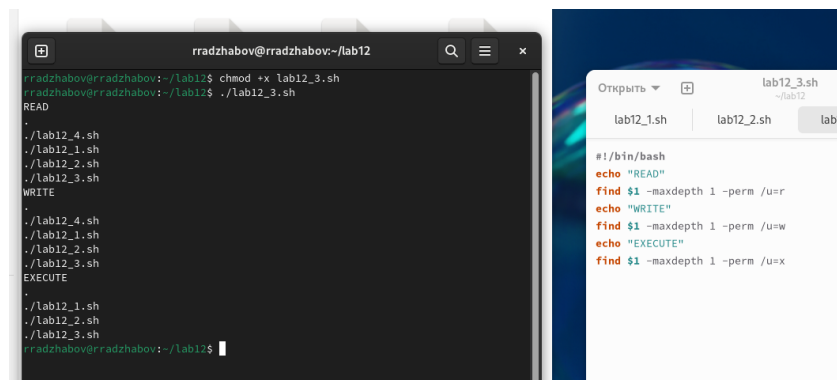 rradzhabov@rradzhabov:~/lab12
rradzhabov@rradzhabov:~/lab12$ chmod +x lab12_3.sh
rradzhabov@rradzhabov:~/lab12$ ./lab12_3.sh
READ
.
./lab12_4.sh
./lab12_1.sh
./lab12_2.sh
./lab12_3.sh
WRITE
.
./lab12_4.sh
./lab12_1.sh
./lab12_2.sh
./lab12_3.sh
EXECUTE
.
./lab12_1.sh
./lab12_2.sh
./lab12_3.sh
rradzhabov@rradzhabov:~/lab12$
Открыть
lab12_3.sh
~/lab12
lab12_1.sh lab12_2.sh lab
#!/bin/bash
echo "READ"
find $1 -maxdepth 1 -perm /u=r
echo "WRITE"
find $1 -maxdepth 1 -perm /u=w
echo "EXECUTE"
find $1 -maxdepth 1 -perm /u=x